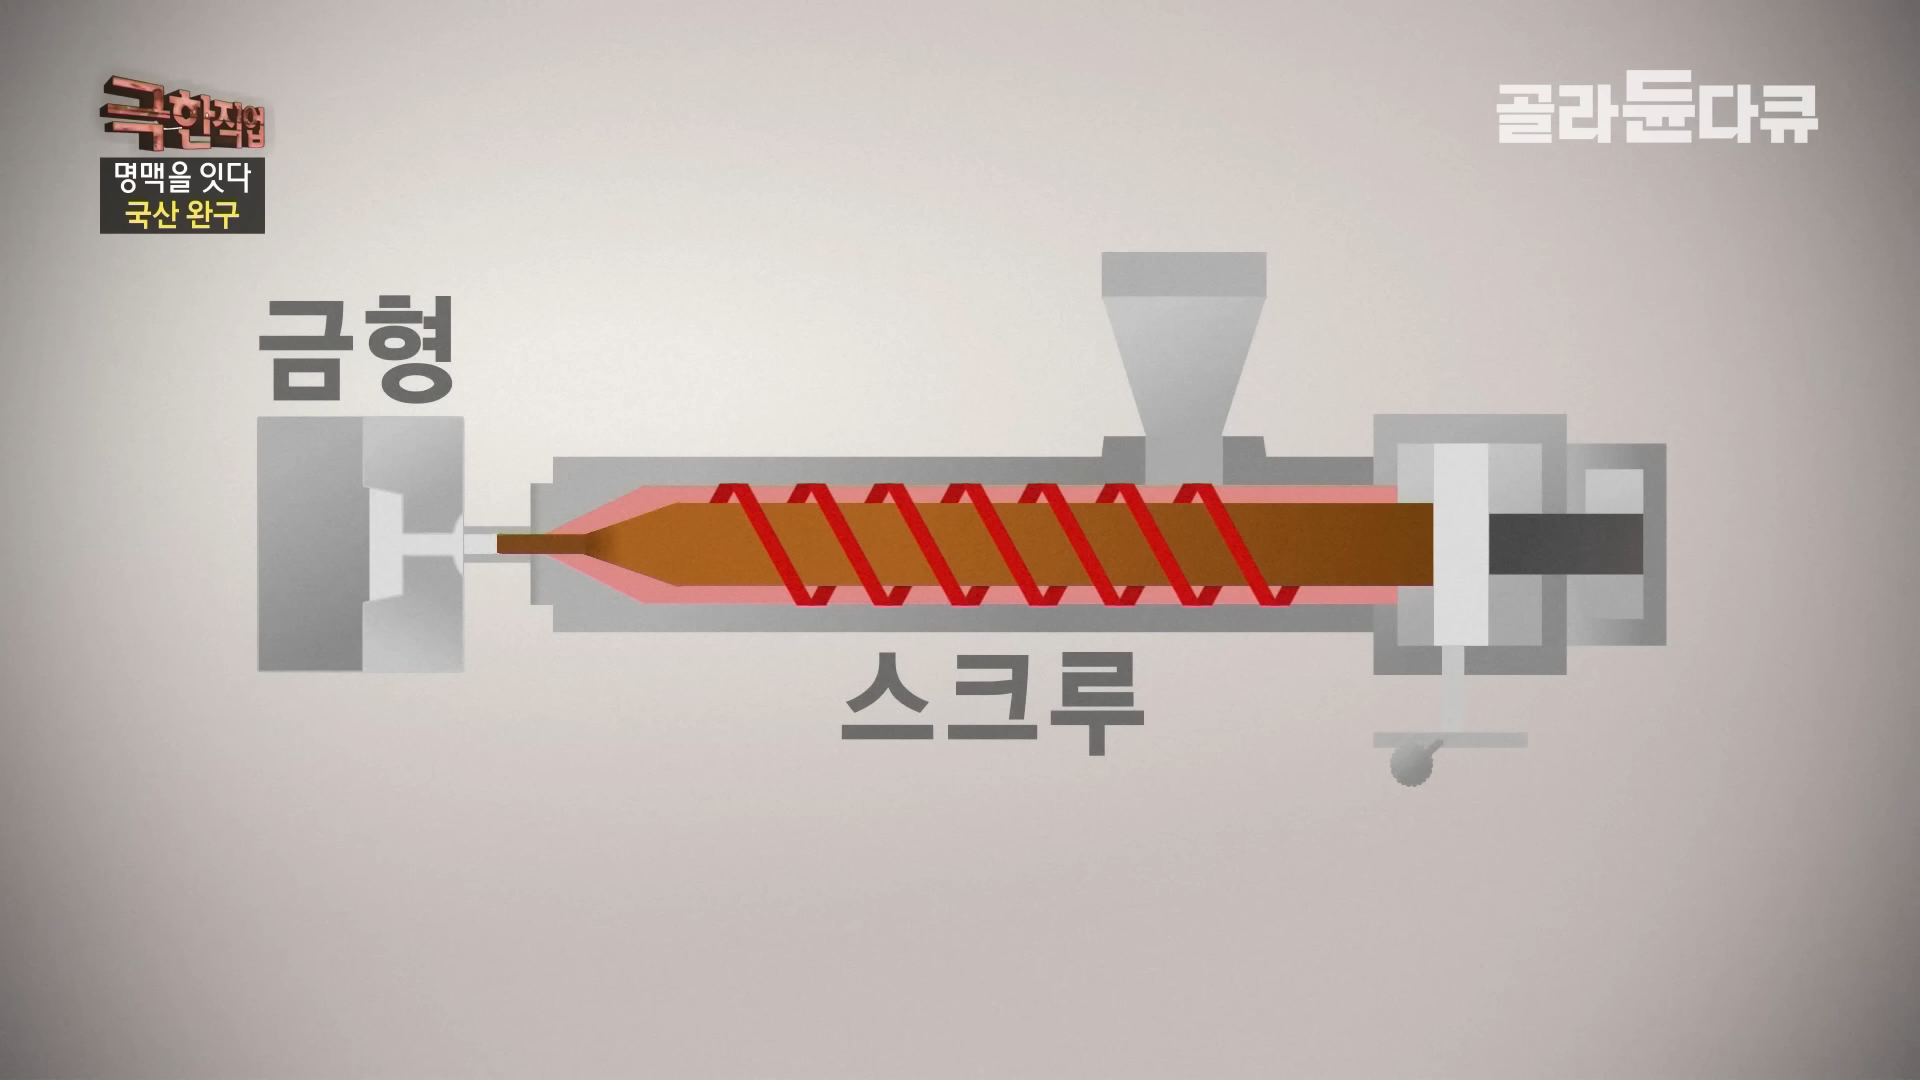 극한직업
명맥을 잇다
국산 완구
골라듄다큐
금형
스크루